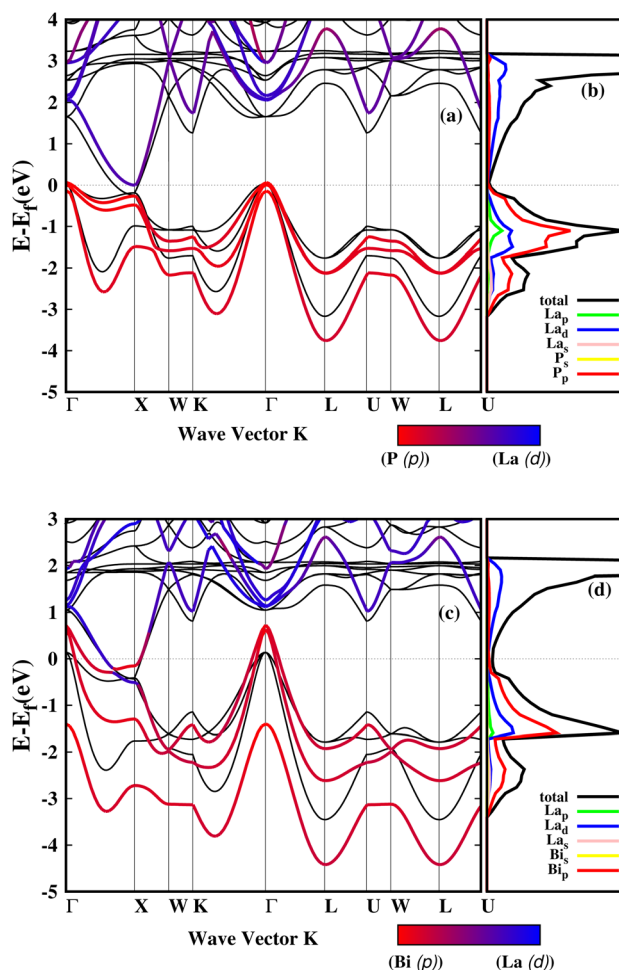 4
3
2
1
0
-1
-2
-3
-4
-5
E-E_f(eV)
(a)
(b)
total
La_p
La_d
La_s
P_s
P_p
Γ X W K Γ L U W L U
Wave Vector K
(P (p)) (La (d))
3
2
1
0
-1
-2
-3
-4
-5
E-E_f(eV)
(c)
(d)
total
La_p
La_d
La_s
Bi_s
Bi_p
Γ X W K Γ L U W L U
Wave Vector K
(Bi (p)) (La (d))